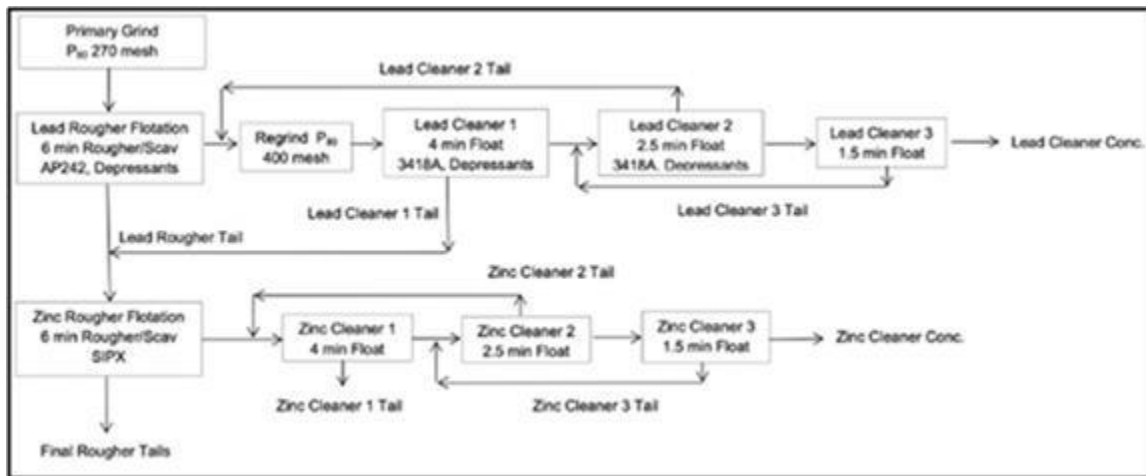 Primary Grind
P₈₀ 270 mesh
Lead Cleaner 2 Tail
Lead Rougher Flotation
6 min Rougher/Scav
AP242, Depressants
Regrind P₈₀
400 mesh
Lead Cleaner 1
4 min Float
3418A, Depressants
Lead Cleaner 2
2.5 min Float
3418A, Depressants
Lead Cleaner 3
1.5 min Float
Lead Cleaner Conc.
Lead Cleaner 1 Tail
Lead Cleaner 3 Tail
Lead Rougher Tail
Zinc Cleaner 2 Tail
Zinc Rougher Flotation
6 min Rougher/Scav
SIPX
Zinc Cleaner 1
4 min Float
Zinc Cleaner 2
2.5 min Float
Zinc Cleaner 3
1.5 min Float
Zinc Cleaner Conc.
Zinc Cleaner 1 Tail
Zinc Cleaner 3 Tail
Final Rougher Tails